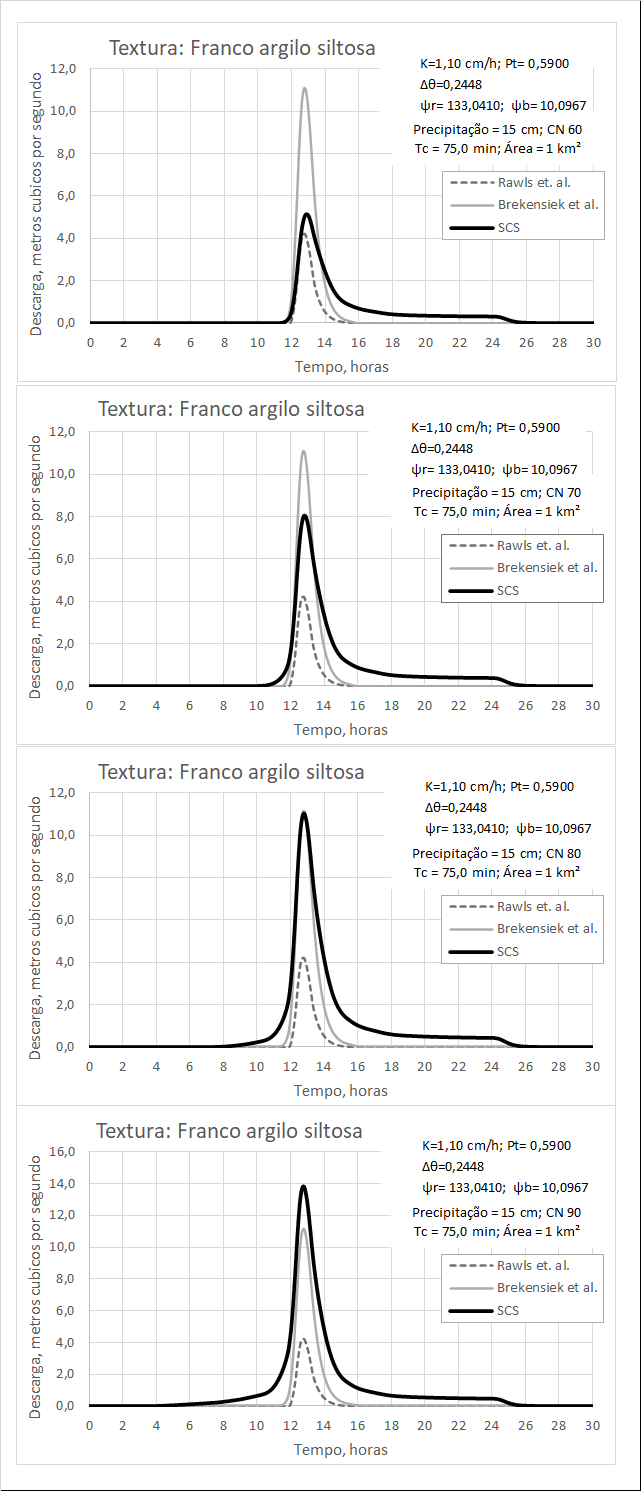 Textura: Franco argilo siltosa
K=1,10 cm/h; Pt= 0,5900
Δθ=0,2448
ψr= 133,0410; ψb= 10,0967
Precipitação = 15 cm; CN 60
Tc = 75,0 min; Área = 1 km²
Rawls et. al.
Brekensiek et al.
SCS
Descarga, metros cubicos por segundo
12,0
10,0
8,0
6,0
4,0
2,0
0,0
0 2 4 6 8 10 12 14 16 18 20 22 24 26 28 30
Tempo, horas
Textura: Franco argilo siltosa
K=1,10 cm/h; Pt= 0,5900
Δθ=0,2448
ψr= 133,0410; ψb= 10,0967
Precipitação = 15 cm; CN 70
Tc = 75,0 min; Área = 1 km²
Rawls et. al.
Brekensiek et al.
SCS
Descarga, metros cubicos por segundo
12,0
10,0
8,0
6,0
4,0
2,0
0,0
0 2 4 6 8 10 12 14 16 18 20 22 24 26 28 30
Tempo, horas
Textura: Franco argilo siltosa
K=1,10 cm/h; Pt= 0,5900
Δθ=0,2448
ψr= 133,0410; ψb= 10,0967
Precipitação = 15 cm; CN 80
Tc = 75,0 min; Área = 1 km²
Rawls et. al.
Brekensiek et al.
SCS
Descarga, metros cubicos por segundo
12,0
10,0
8,0
6,0
4,0
2,0
0,0
0 2 4 6 8 10 12 14 16 18 20 22 24 26 28 30
Tempo, horas
Textura: Franco argilo siltosa
K=1,10 cm/h; Pt= 0,5900
Δθ=0,2448
ψr= 133,0410; ψb= 10,0967
Precipitação = 15 cm; CN 90
Tc = 75,0 min; Área = 1 km²
Rawls et. al.
Brekensiek et al.
SCS
Descarga, metros cubicos por segundo
16,0
14,0
12,0
10,0
8,0
6,0
4,0
2,0
0,0
0 2 4 6 8 10 12 14 16 18 20 22 24 26 28 30
Tempo, horas